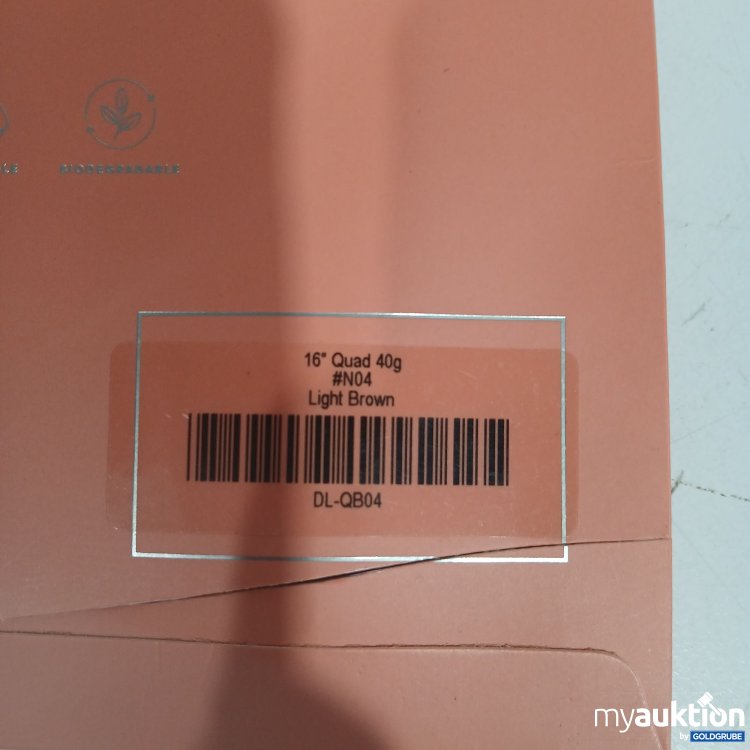 BIODEGRADABLE
16" Quad 40g
#N04
Light Brown
DL-QB04
myauktion
by GOLDGRUBE